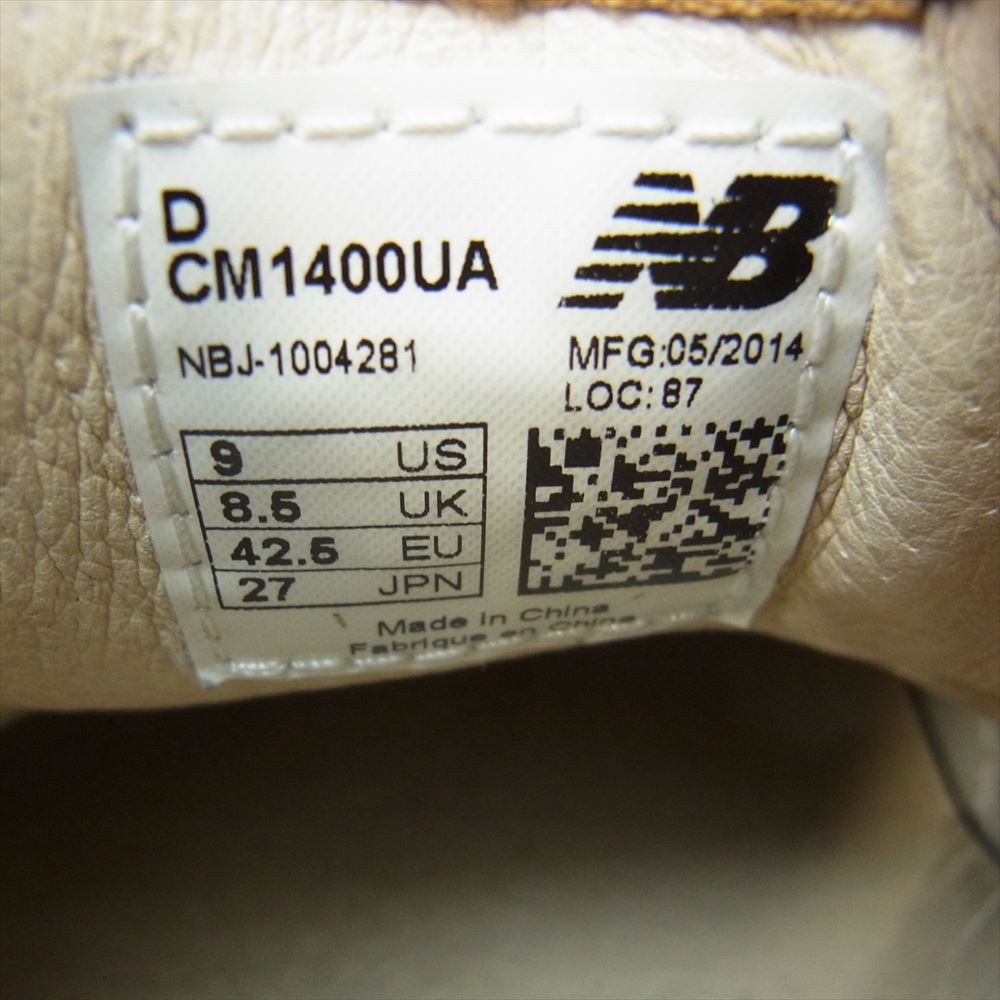 D
CM1400UA
NB
NBJ-1004281
MFG:05/2014
LOC: 87
9 US
8.5 UK
42.5 EU
27 JPN
Made in China
Fabrique en Chine